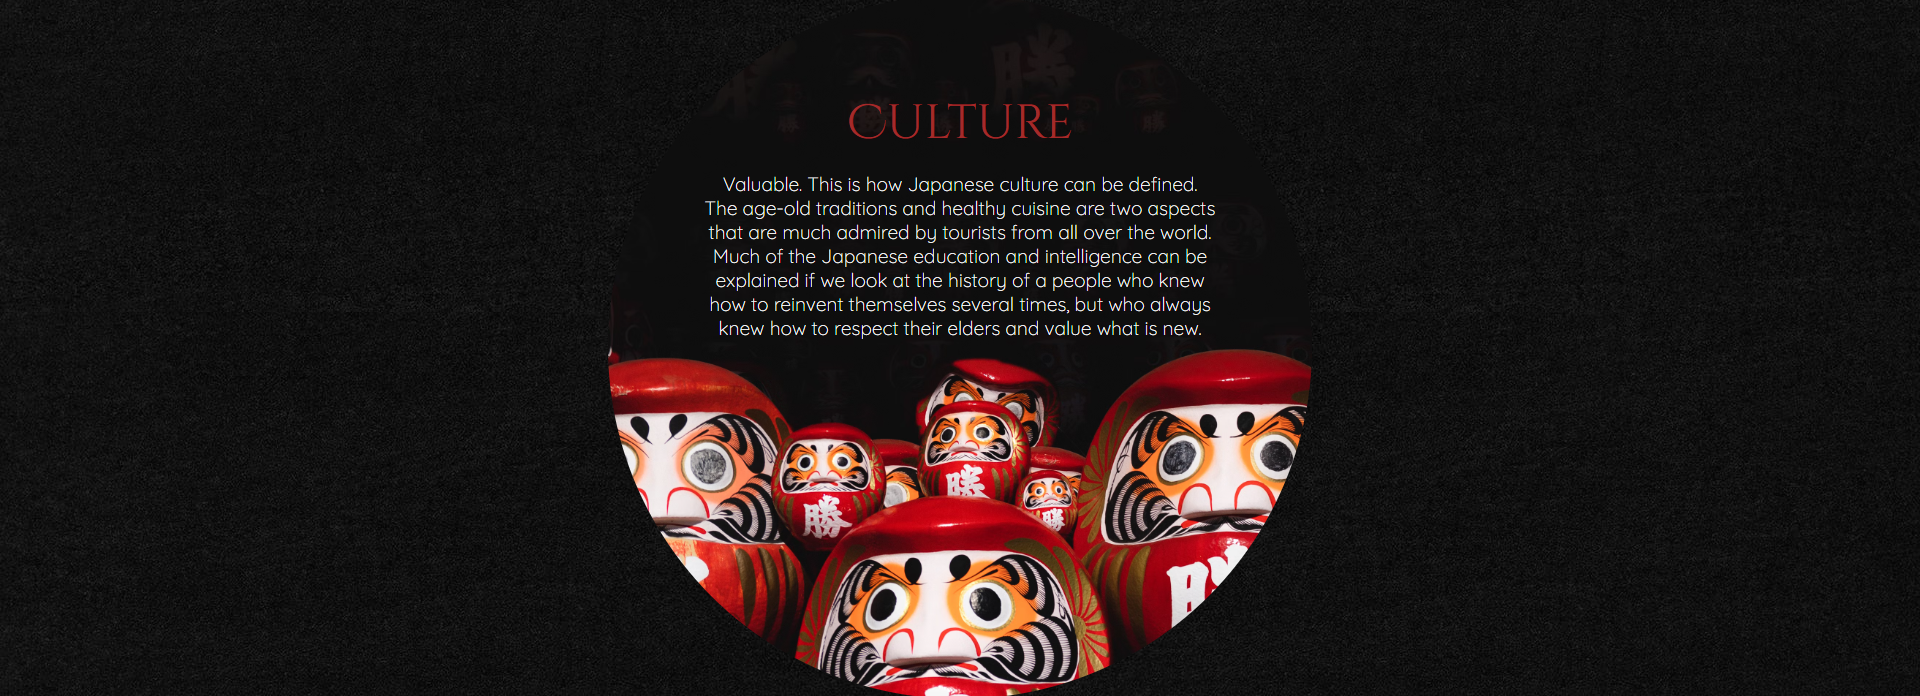 勝
CULTURE
Valuable. This is how Japanese culture can be defined.
The age-old traditions and healthy cuisine are two aspects
that are much admired by tourists from all over the world.
Much of the Japanese education and intelligence can be
explained if we look at the history of a people who knew
how to reinvent themselves several times, but who always
knew how to respect their elders and value what is new.
勝
勝
勝